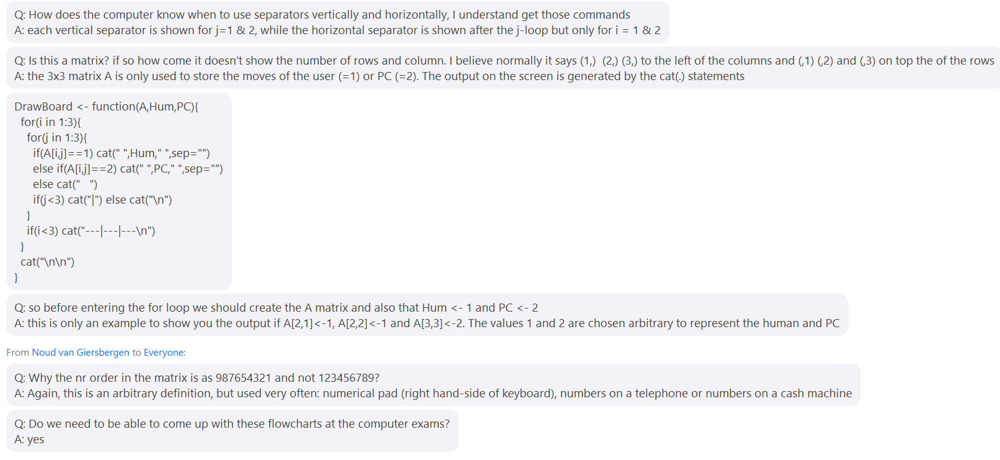 Q: How does the computer know when to use separators vertically and horizontally, I understand get those commands
A: each vertical separator is shown for j=1 & 2, while the horizontal separator is shown after the j-loop but only for i = 1 & 2
Q: Is this a matrix? if so how come it doesn't show the number of rows and column. I believe normally it says (1,)  (2,) (3,) to the left of the columns and (,1) (,2) and (,3) on top the of the rows
A: the 3x3 matrix A is only used to store the moves of the user (=1) or PC (=2). The output on the screen is generated by the cat(.) statements
DrawBoard <- function(A,Hum,PC){
  for(i in 1:3){
    for(j in 1:3){
      if(A[i,j]==1) cat(" ",Hum," ",sep="")
      else if(A[i,j]==2) cat(" ",PC," ",sep="")
      else cat("   ")
      if(j<3) cat("|") else cat("\n")
    }
    if(i<3) cat("---|---|---\n")
  }
  cat("\n\n")
}
Q: so before entering the for loop we should create the A matrix and also that Hum <- 1 and PC <- 2
A: this is only an example to show you the output if A[2,1]<-1, A[2,2]<-1 and A[3,3]<-2. The values 1 and 2 are chosen arbitrary to represent the human and PC
From Noud van Giersbergen to Everyone:
Q: Why the nr order in the matrix is as 987654321 and not 123456789?
A: Again, this is an arbitrary definition, but used very often: numerical pad (right hand-side of keyboard), numbers on a telephone or numbers on a cash machine
Q: Do we need to be able to come up with these flowcharts at the computer exams?
A: yes